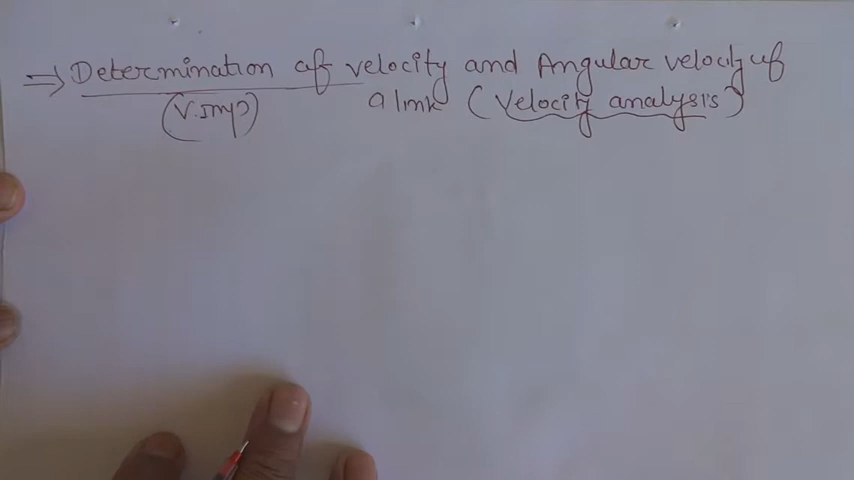 ⇒ Determination of velocity and Angular velocity of
(V.Imp) a link (Velocity analysis)